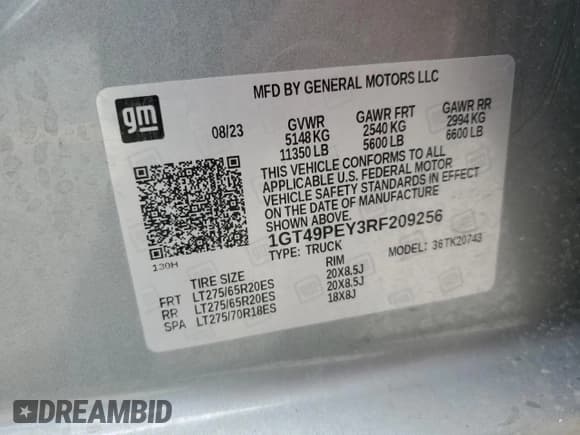 MFD BY GENERAL MOTORS LLC
gm
08/23
GVWR
5148 KG
11350 LB
GAWR FRT
2540 KG
5600 LB
GAWR RR
2994 KG
6600 LB
THIS VEHICLE CONFORMS TO ALL
APPLICABLE U.S. FEDERAL MOTOR
VEHICLE SAFETY STANDARDS IN EFFECT
ON THE DATE OF MANUFACTURE
SHOWN ABOVE.
1GT49PEY3RF209256
TYPE: TRUCK
MODEL: 36TK20743
130H
TIRE SIZE RIM
FRT LT275/65R20ES 20X8.5J
RR LT275/65R20ES 20X8.5J
SPA LT275/70R18ES 18X8J
DREAMBID